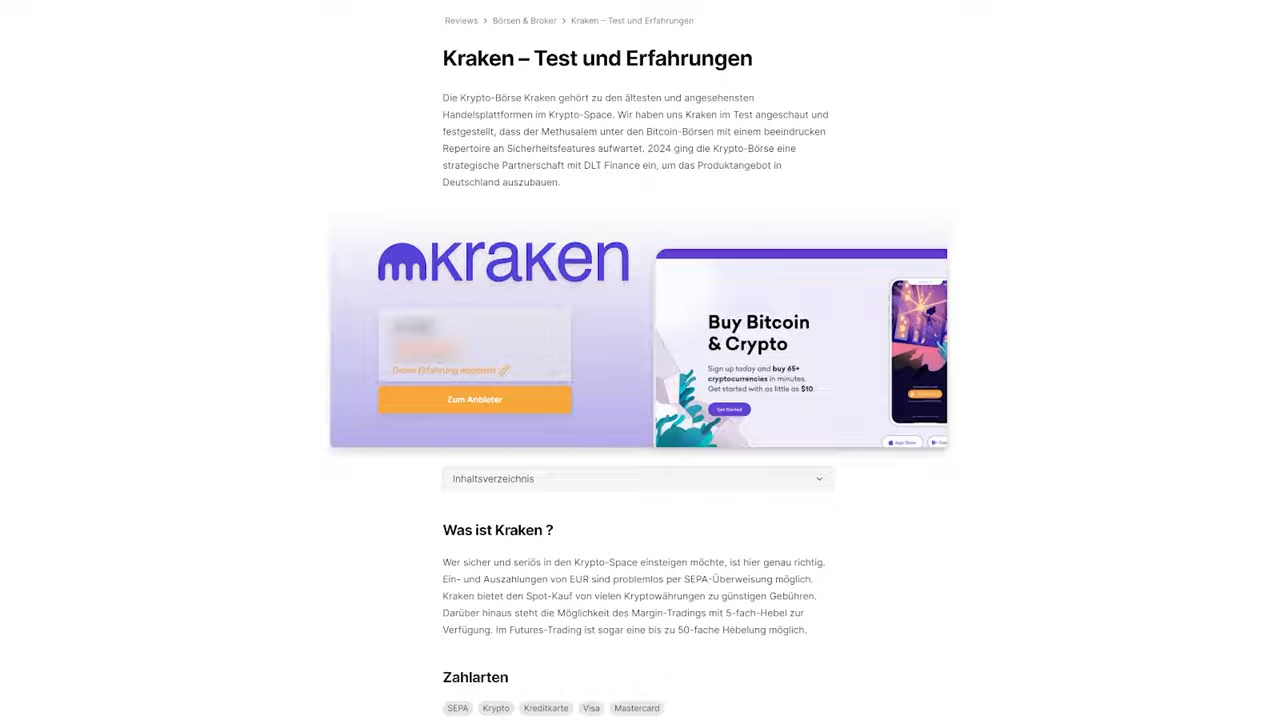 Reviews > Börsen & Broker > Kraken – Test und Erfahrungen
Kraken – Test und Erfahrungen
Die Krypto-Börse Kraken gehört zu den ältesten und angesehensten
Handelsplattformen im Krypto-Space. Wir haben uns Kraken im Test angeschaut und
festgestellt, dass der Methusalem unter den Bitcoin-Börsen mit einem beeindrucken
Repertoire an Sicherheitsfeatures aufwartet. 2024 ging die Krypto-Börse eine
strategische Partnerschaft mit DLT Finance ein, um das Produktangebot in
Deutschland auszubauen.
kraken
Deine Erfahrung
Zum Anbieter
Buy Bitcoin
& Crypto
Sign up today and buy 65+
cryptocurrencies in minutes.
Get started with as little as $10.
Get Started
App Store
Inhaltsverzeichnis
Was ist Kraken ?
Wer sicher und seriös in den Krypto-Space einsteigen möchte, ist hier genau richtig.
Ein- und Auszahlungen von EUR sind problemlos per SEPA-Überweisung möglich.
Kraken bietet den Spot-Kauf von vielen Kryptowährungen zu günstigen Gebühren.
Darüber hinaus steht die Möglichkeit des Margin-Tradings mit 5-fach-Hebel zur
Verfügung. Im Futures-Trading ist sogar eine bis zu 50-fache Hebelung möglich.
Zahlarten
SEPA Krypto Kreditkarte Visa Mastercard